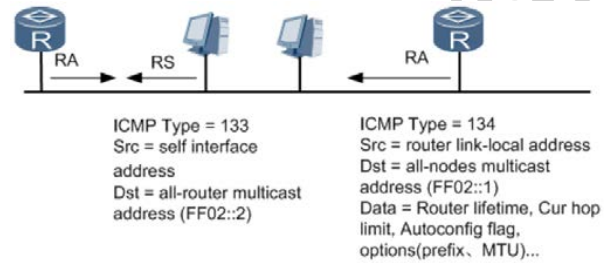 R
R
RA
RS
RA
ICMP Type = 133
Src = self interface
address
Dst = all-router multicast
address (FF02::2)
ICMP Type = 134
Src = router link-local address
Dst = all-nodes multicast
address (FF02::1)
Data = Router lifetime, Cur hop
limit, Autoconfig flag,
options(prefix、MTU)...